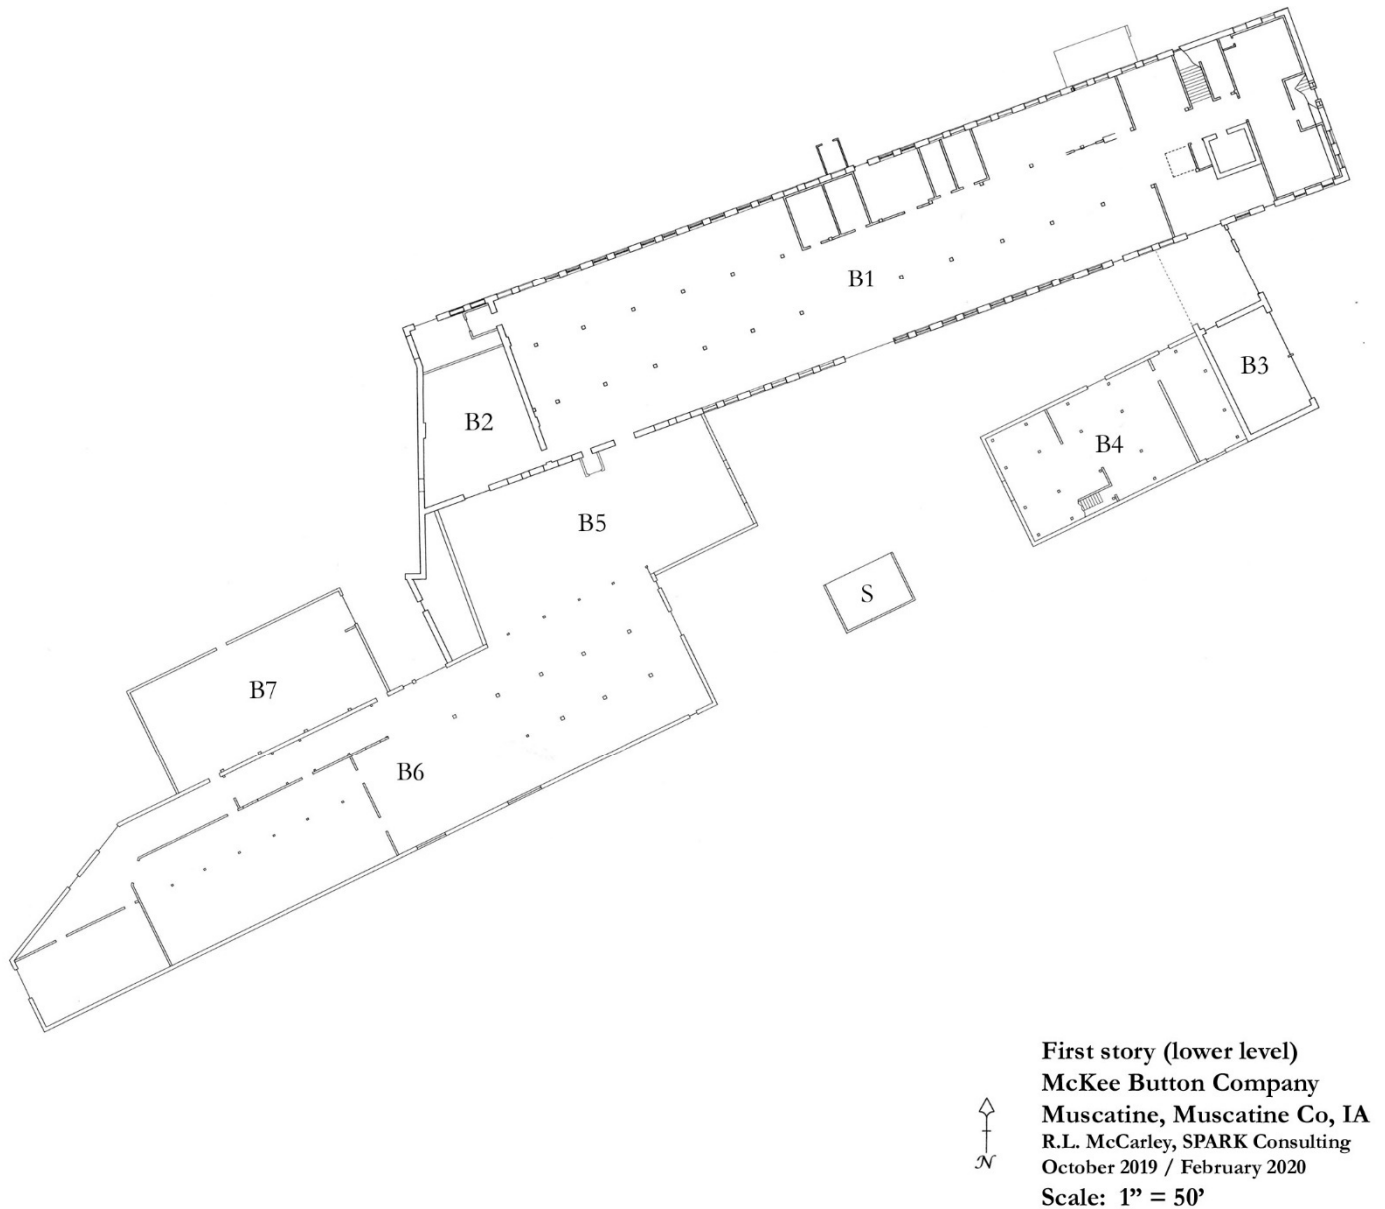 B1
B3
B2
B4
B5
S
B7
B6
First story (lower level)
McKee Button Company
Muscatine, Muscatine Co, IA
R.L. McCarley, SPARK Consulting
October 2019 / February 2020
Scale: 1” = 50’
N